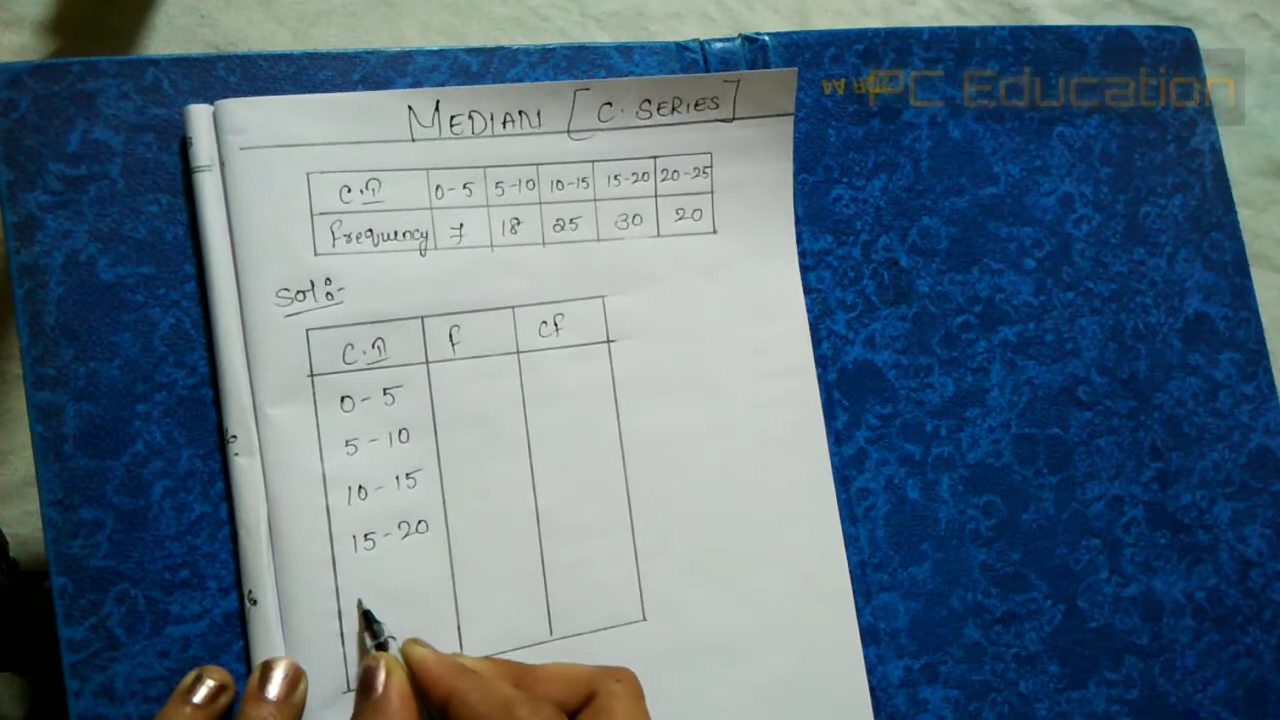 MEDIAN [C. SERIES]
C.I 0-5 5-10 10-15 15-20 20-25
frequency 7 18 25 30 20
Sol:-
C.I f cf
0-5
5-10
10-15
15-20
PC Education